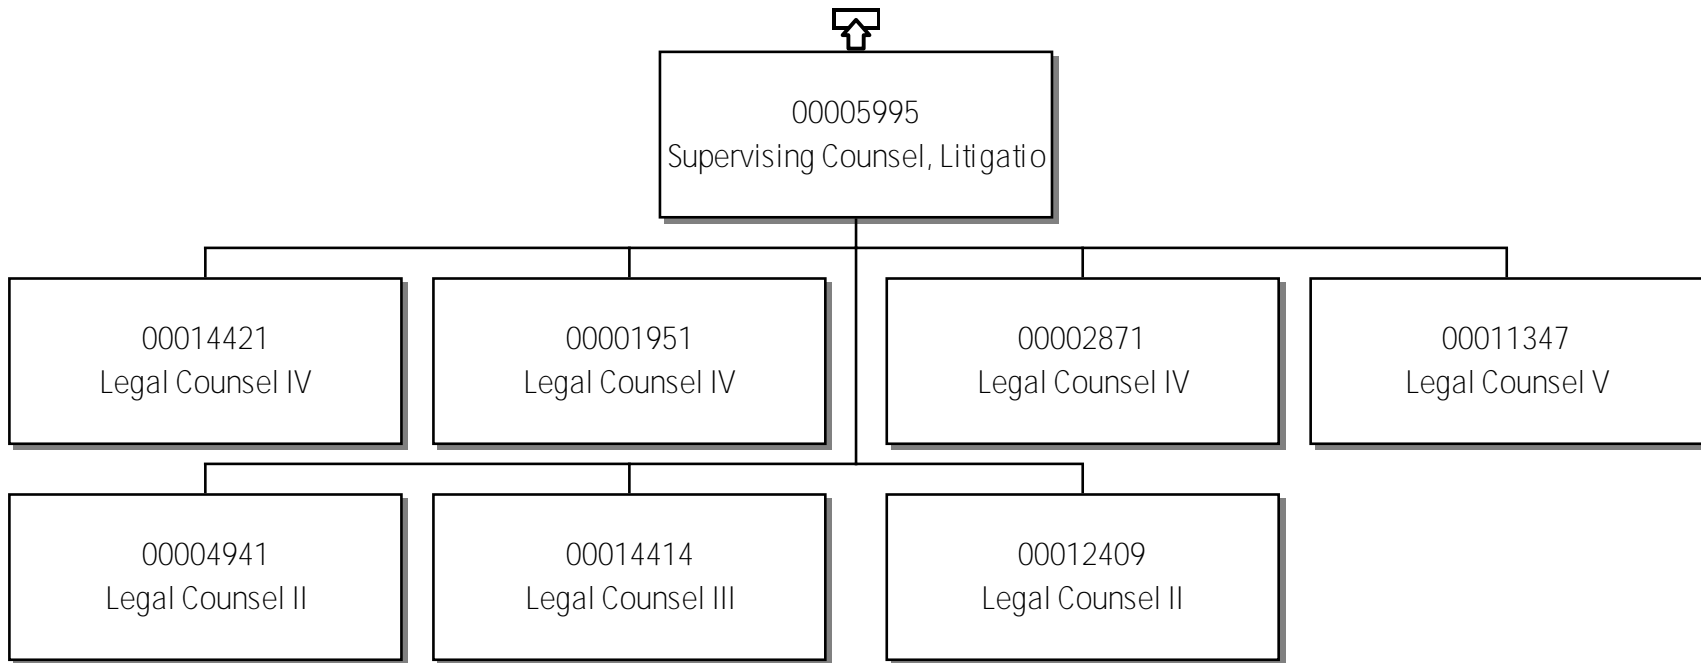 00005995
Supervising Counsel, Litigatio
00014421
Legal Counsel IV
00001951
Legal Counsel IV
00002871
Legal Counsel IV
00011347
Legal Counsel V
00004941
Legal Counsel II
00014414
Legal Counsel III
00012409
Legal Counsel II